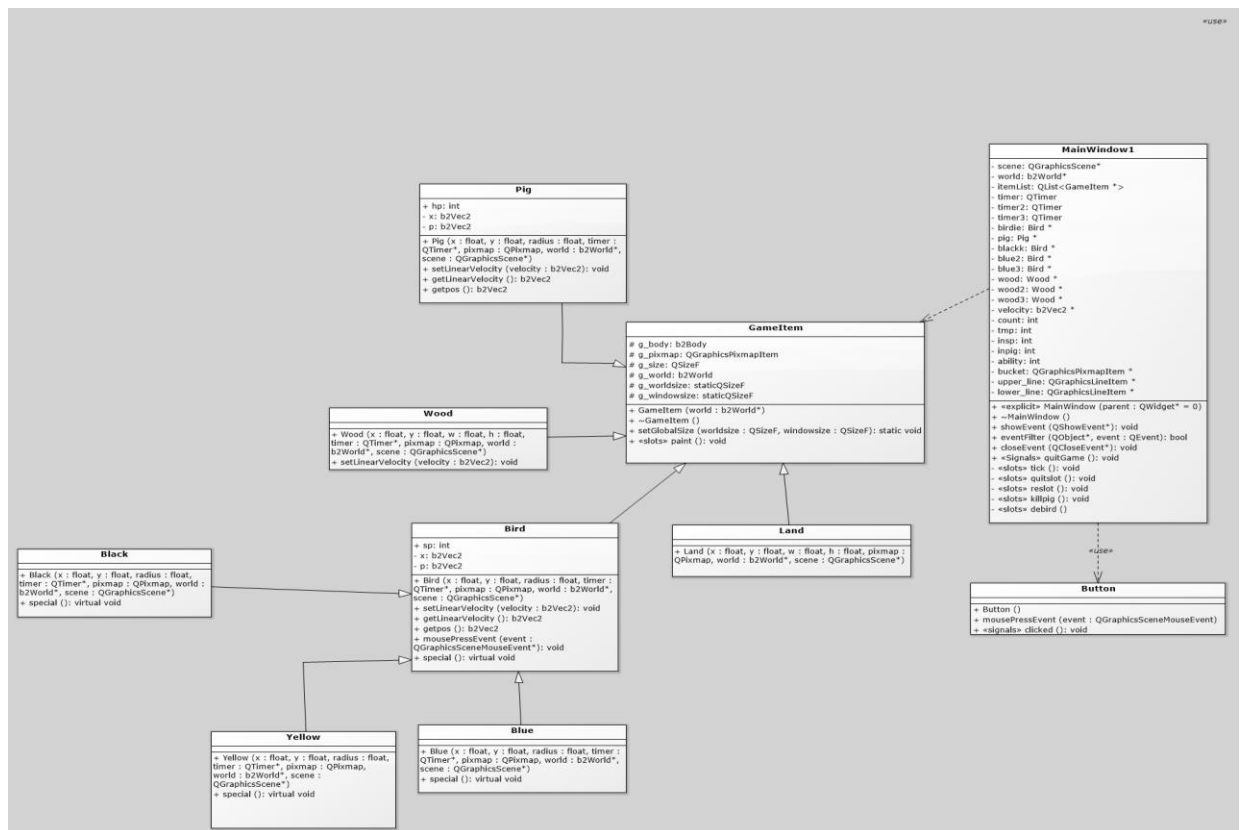 «use»
MainWindow1
- scene: QGraphicsScene*
- world: b2World*
- itemList: QList<GameItem *>
- timer: QTimer
- timer2: QTimer
- timer3: QTimer
- birdie: Bird *
- pig: Pig *
- blackk: Bird *
- blue2: Bird *
- blue3: Bird *
- wood: Wood *
- wood2: Wood *
- wood3: Wood *
- velocity: b2Vec2 *
- count: int
- tmp: int
- insp: int
- inpig: int
- ability: int
- bucket: QGraphicsPixmapItem *
- upper_line: QGraphicsLineItem *
- lower_line: QGraphicsLineItem *
+ «explicit» MainWindow (parent : QWidget* = 0)
+ ~MainWindow ()
+ showEvent (QShowEvent*): void
+ eventFilter (QObject*, event : QEvent): bool
+ closeEvent (QCloseEvent*): void
+ «Signals» quitGame (): void
- «slots» tick (): void
- «slots» quitslot (): void
- «slots» reslot (): void
- «slots» killpig (): void
- «slots» debird ()
Pig
+ hp: int
- x: b2Vec2
- p: b2Vec2
+ Pig (x : float, y : float, radius : float, timer :
QTimer*, pixmap : QPixmap, world : b2World*,
scene : QGraphicsScene*)
+ setLinearVelocity (velocity : b2Vec2): void
+ getLinearVelocity (): b2Vec2
+ getpos (): b2Vec2
GameItem
# g_body: b2Body
# g_pixmap: QGraphicsPixmapItem
# g_size: QSizeF
# g_world: b2World
# g_worldsize: staticQSizeF
# g_windowsize: staticQSizeF
+ GameItem (world : b2World*)
+ ~GameItem ()
+ setGlobalSize (worldsize : QSizeF, windowsize : QSizeF): static void
+ «slots» paint (): void
Wood
+ Wood (x : float, y : float, w : float, h : float,
timer : QTimer*, pixmap : QPixmap, world :
b2World*, scene : QGraphicsScene*)
+ setLinearVelocity (velocity : b2Vec2): void
Bird
+ sp: int
- x: b2Vec2
- p: b2Vec2
+ Bird (x : float, y : float, radius : float, timer :
QTimer*, pixmap : QPixmap, world : b2World*,
scene : QGraphicsScene*)
+ setLinearVelocity (velocity : b2Vec2): void
+ getLinearVelocity (): b2Vec2
+ getpos (): b2Vec2
+ mousePressEvent (event :
QGraphicsSceneMouseEvent*): void
+ special (): virtual void
Land
+ Land (x : float, y : float, w : float, h : float, pixmap :
QPixmap, world : b2World*, scene : QGraphicsScene*)
Black
+ Black (x : float, y : float, radius : float,
timer : QTimer*, pixmap : QPixmap, world :
b2World*, scene : QGraphicsScene*)
+ special (): virtual void
«use»
Button
+ Button ()
+ mousePressEvent (event : QGraphicsSceneMouseEvent)
+ «signals» clicked (): void
Yellow
+ Yellow (x : float, y : float, radius : float,
timer : QTimer*, pixmap : QPixmap,
world : b2World*, scene :
QGraphicsScene*)
+ special (): virtual void
Blue
+ Blue (x : float, y : float, radius : float, timer :
QTimer*, pixmap : QPixmap, world : b2World*,
scene : QGraphicsScene*)
+ special (): virtual void